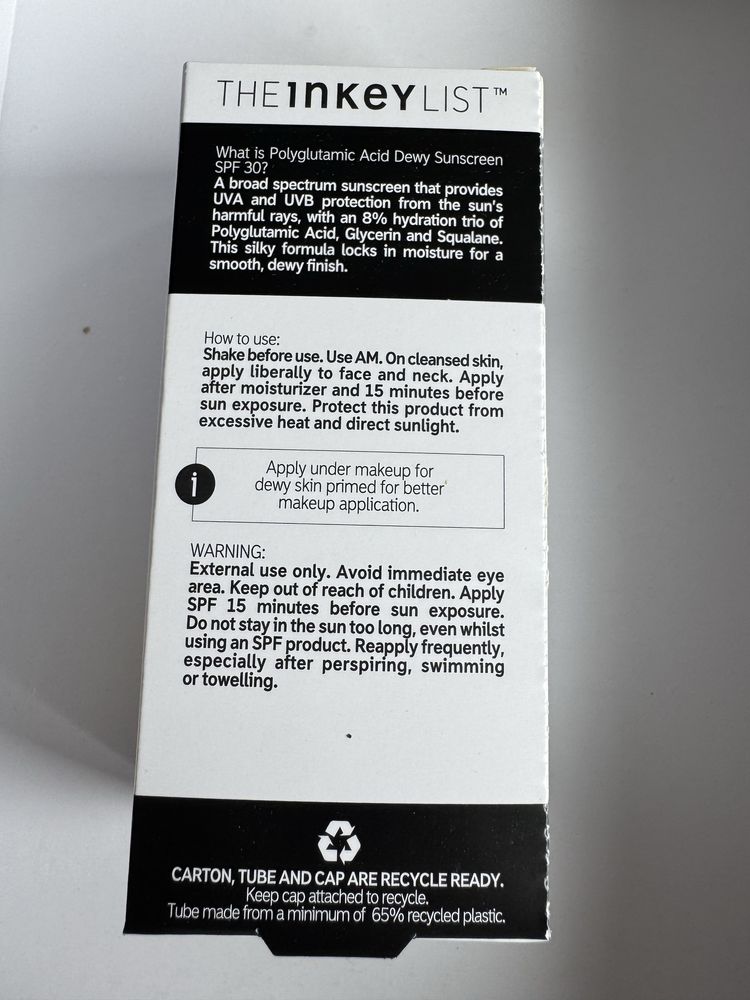 THE INKEY LIST™
What is Polyglutamic Acid Dewy Sunscreen
SPF 30?
A broad spectrum sunscreen that provides
UVA and UVB protection from the sun's
harmful rays, with an 8% hydration trio of
Polyglutamic Acid, Glycerin and Squalane.
This silky formula locks in moisture for a
smooth, dewy finish.
How to use:
Shake before use. Use AM. On cleansed skin,
apply liberally to face and neck. Apply
after moisturizer and 15 minutes before
sun exposure. Protect this product from
excessive heat and direct sunlight.
i
Apply under makeup for
dewy skin primed for better
makeup application.
WARNING:
External use only. Avoid immediate eye
area. Keep out of reach of children. Apply
SPF 15 minutes before sun exposure.
Do not stay in the sun too long, even whilst
using an SPF product. Reapply frequently,
especially after perspiring, swimming
or towelling.
CARTON, TUBE AND CAP ARE RECYCLE READY.
Keep cap attached to recycle.
Tube made from a minimum of 65% recycled plastic.